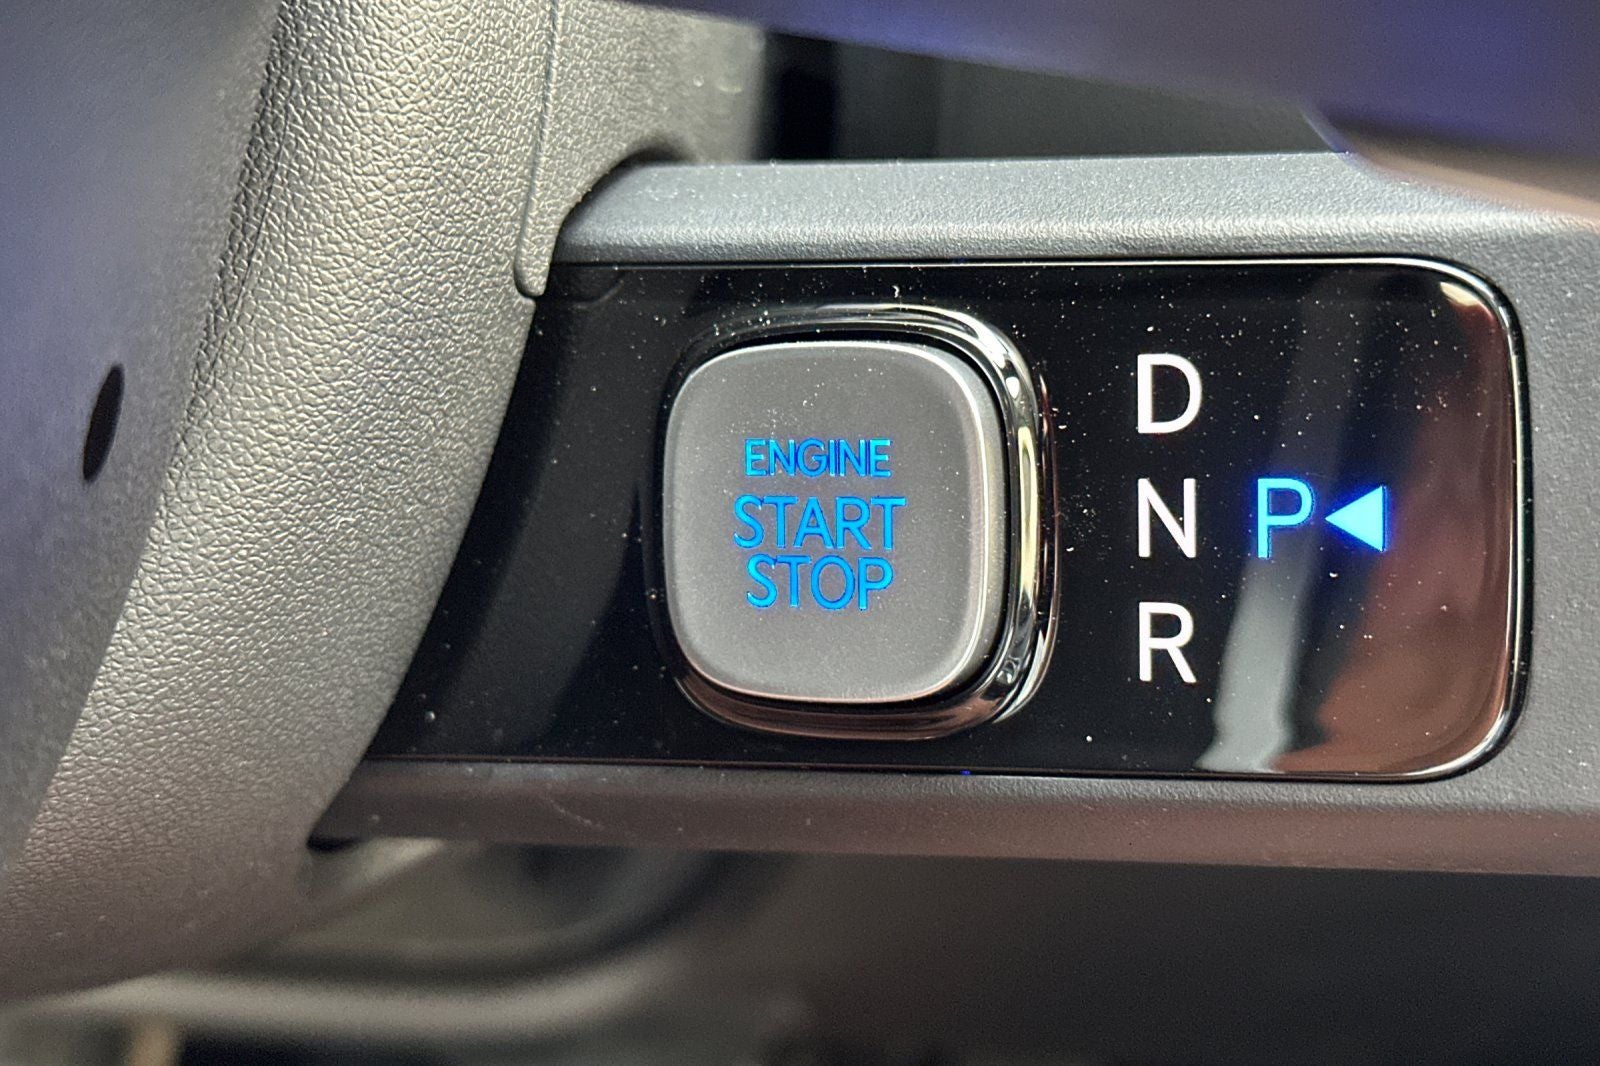 ENGINE
START
STOP
D
N P◀
R